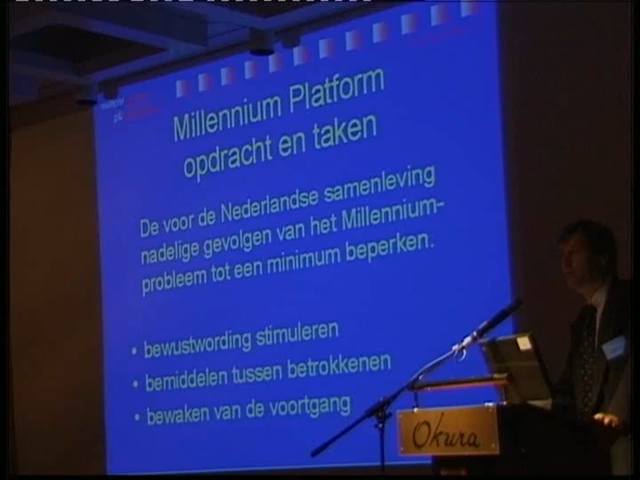 Millennium Platform
opdracht en taken
De voor de Nederlandse samenleving
nadelige gevolgen van het Millennium-
probleem tot een minimum beperken.
• bewustwording stimuleren
• bemiddelen tussen betrokkenen
• bewaken van de voortgang
Okura